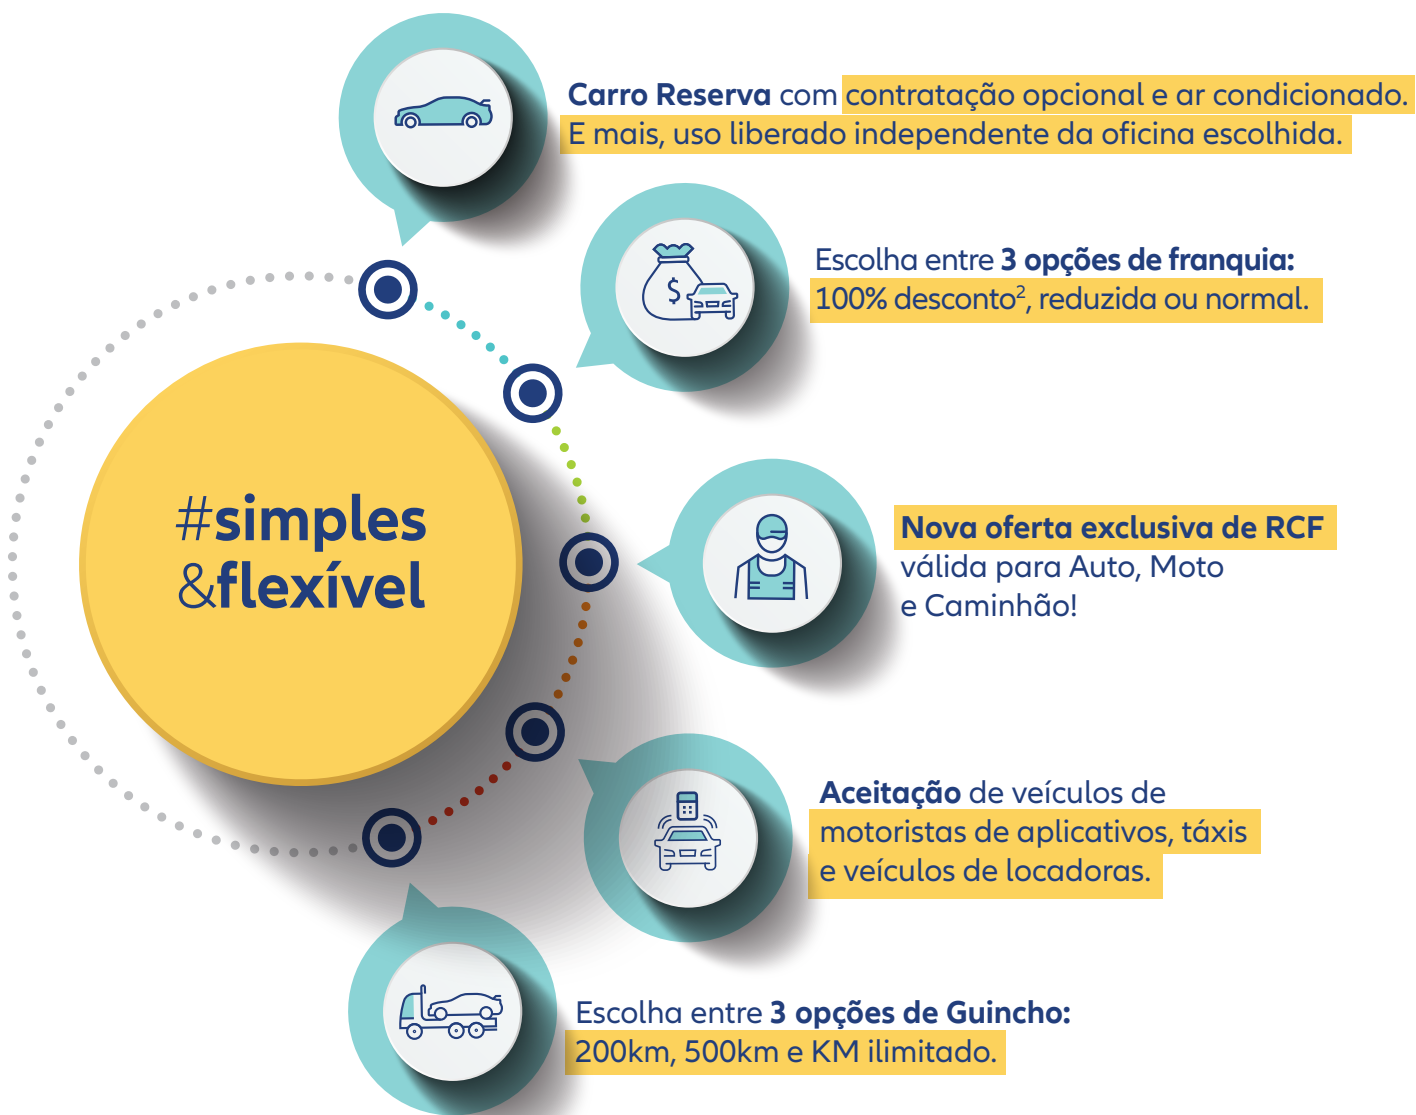 Carro Reserva com contratação opcional e ar condicionado.
E mais, uso liberado independente da oficina escolhida.
Escolha entre 3 opções de franquia:
100% desconto², reduzida ou normal.
$
#simples
&flexível
Nova oferta exclusiva de RCF
válida para Auto, Moto
e Caminhão!
Aceitação de veículos de
motoristas de aplicativos, táxis
e veículos de locadoras.
Escolha entre 3 opções de Guincho:
200km, 500km e KM ilimitado.